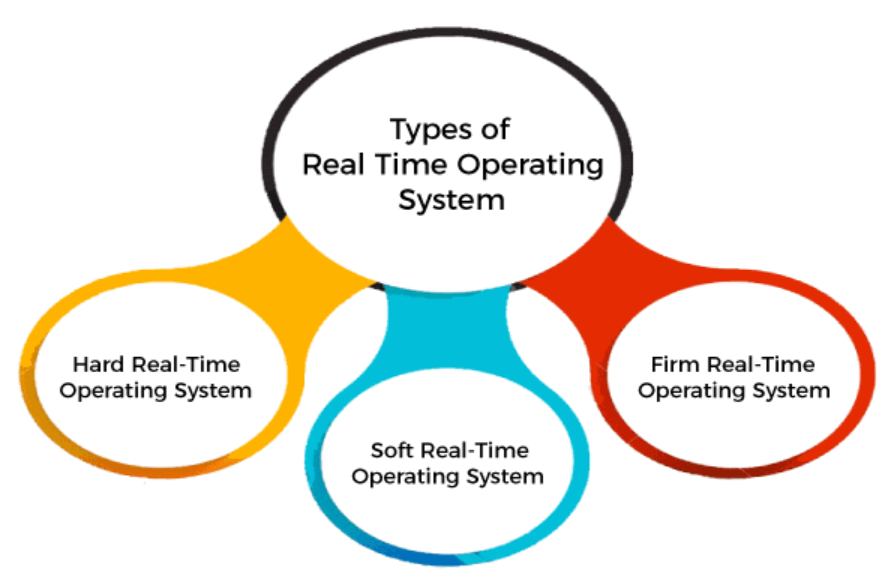 Types of
Real Time Operating
System
Hard Real-Time
Operating System
Soft Real-Time
Operating System
Firm Real-Time
Operating System